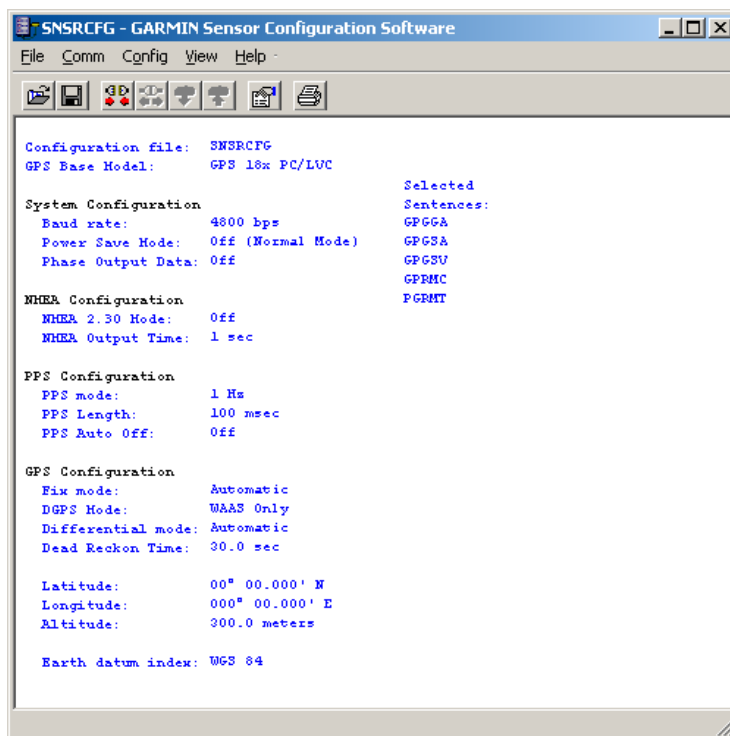 SNSRCFG - GARMIN Sensor Configuration Software
File Comm Config View Help
Configuration file: SNSRCFG
GPS Base Model: GPS 18x PC/LVC
Selected
System Configuration Sentences:
Baud rate: 4800 bps GPGGA
Power Save Mode: Off (Normal Mode) GPGSA
Phase Output Data: Off GPGSV
GPRMC
NMEA Configuration PGRMT
NMEA 2.30 Mode: Off
NMEA Output Time: 1 sec
PPS Configuration
PPS mode: 1 Hz
PPS Length: 100 msec
PPS Auto Off: Off
GPS Configuration
Fix mode: Automatic
DGPS Mode: WAAS Only
Differential mode: Automatic
Dead Reckon Time: 30.0 sec
Latitude: 00° 00.000' N
Longitude: 000° 00.000' E
Altitude: 300.0 meters
Earth datum index: WGS 84